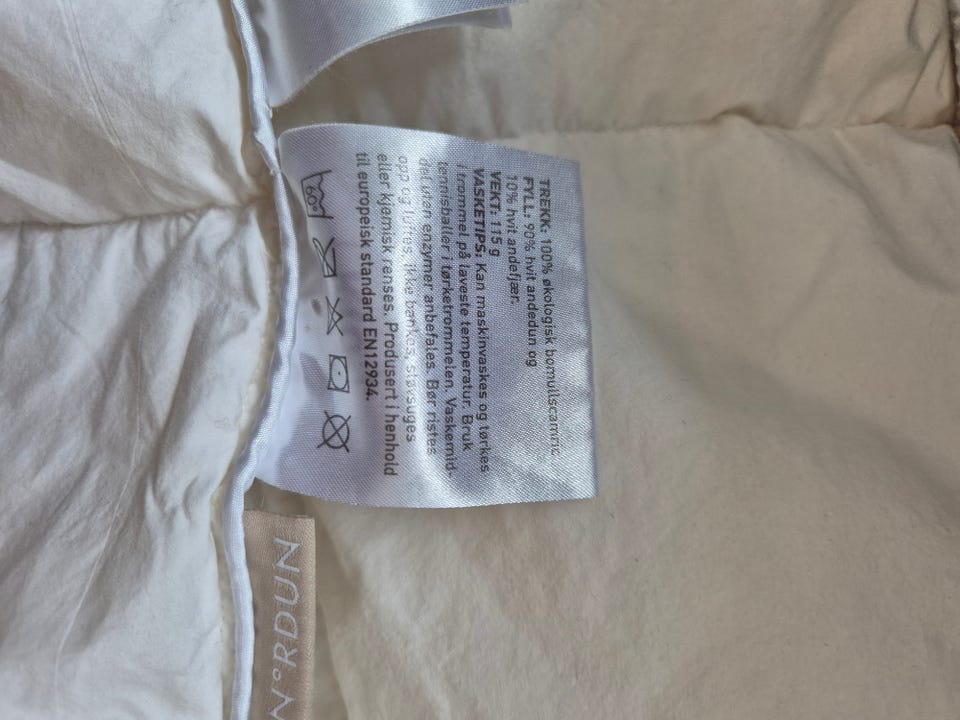 TREKK: 100% økologisk bomullscambric
FYLL: 90% hvit andedun og
10% hvit andefjær.
VEKT: 115 g
VASKETIPS: Kan maskinvaskes og tørkes
i trommel på laveste temperatur. Bruk
tennisballer i tørketrommelen. Vaskemid-
del uten enzymer anbefales. Bør ristes
opp og luftes, ikke bankes, støvsuges
eller kjemisk renses. Produsert i henhold
til europeisk standard EN12934.
60°
N°RDUN